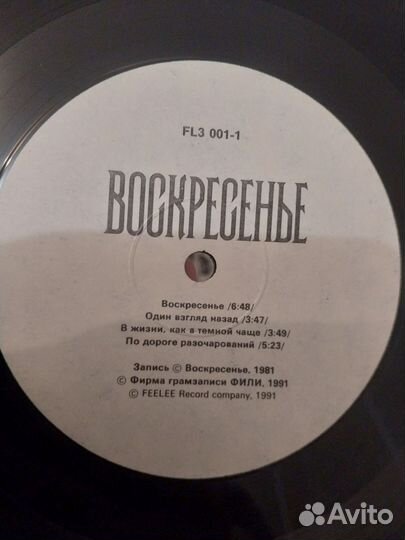 FL3 001-1
ВОСКРЕСЕНЬЕ
Воскресенье /6:48/
Один взгляд назад /3:47/
В жизни, как в темной чаще /3:49/
По дороге разочарований /5:23/
Запись © Воскресенье, 1981
© Фирма грамзаписи ФИЛИ, 1991
© FEELEE Record company, 1991
Avito